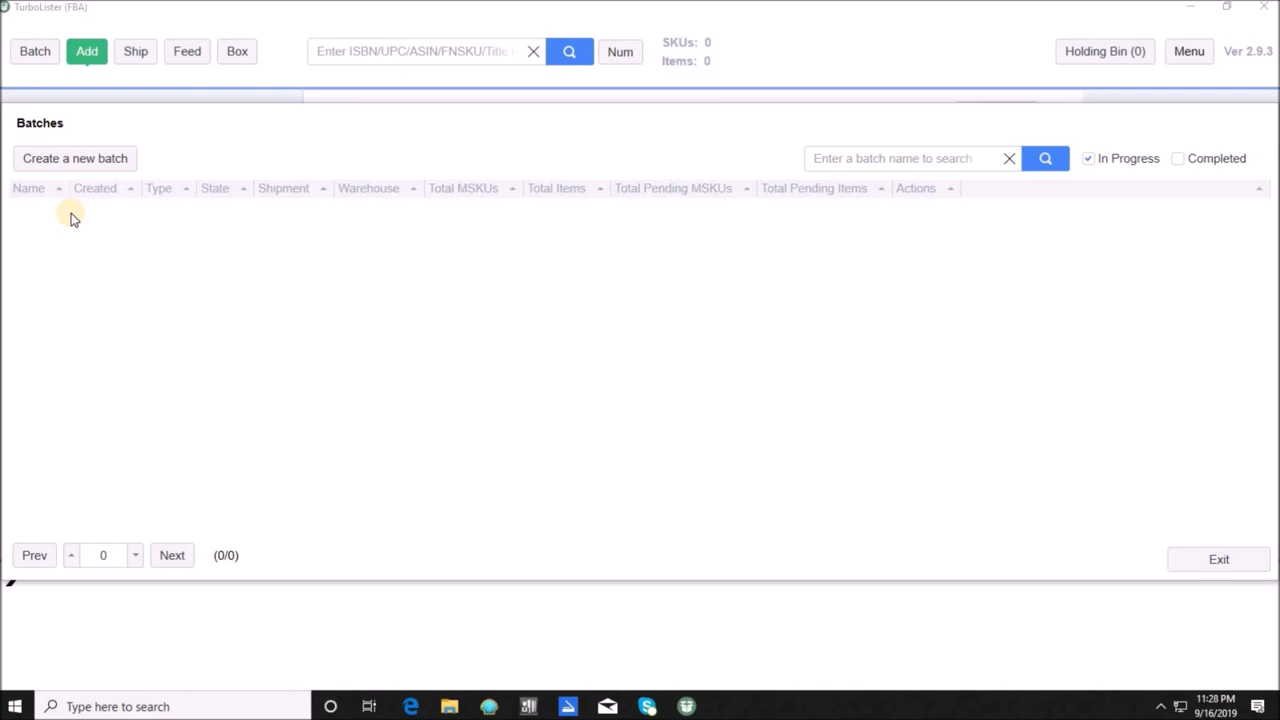 TurboLister (FBA)
Batch Add Ship Feed Box Enter ISBN/UPC/ASIN/FNSKU/Title Num SKUs: 0 Items: 0 Holding Bin (0) Menu Ver 2.9.3
Batches
Create a new batch Enter a batch name to search In Progress Completed
Name Created Type State Shipment Warehouse Total MSKUs Total Items Total Pending MSKUs Total Pending Items Actions
Prev 0 Next (0/0) Exit
Type here to search 11:28 PM
9/16/2019